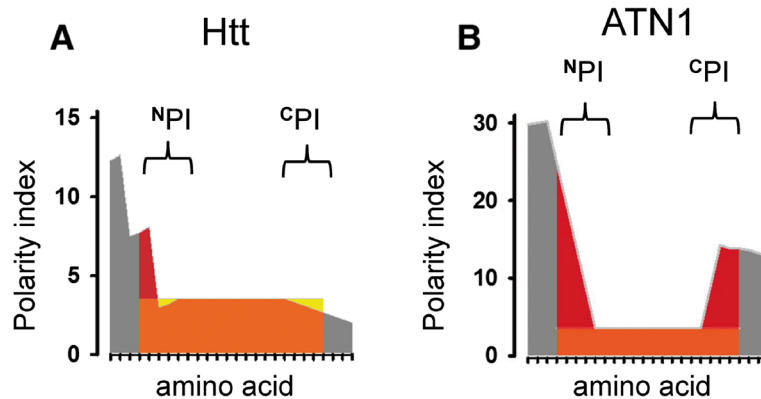 A
Htt
Polarity index
15
10
5
0
ᴺPI
ᶜPI
amino acid
B
ATN1
Polarity index
30
20
10
0
ᴺPI
ᶜPI
amino acid